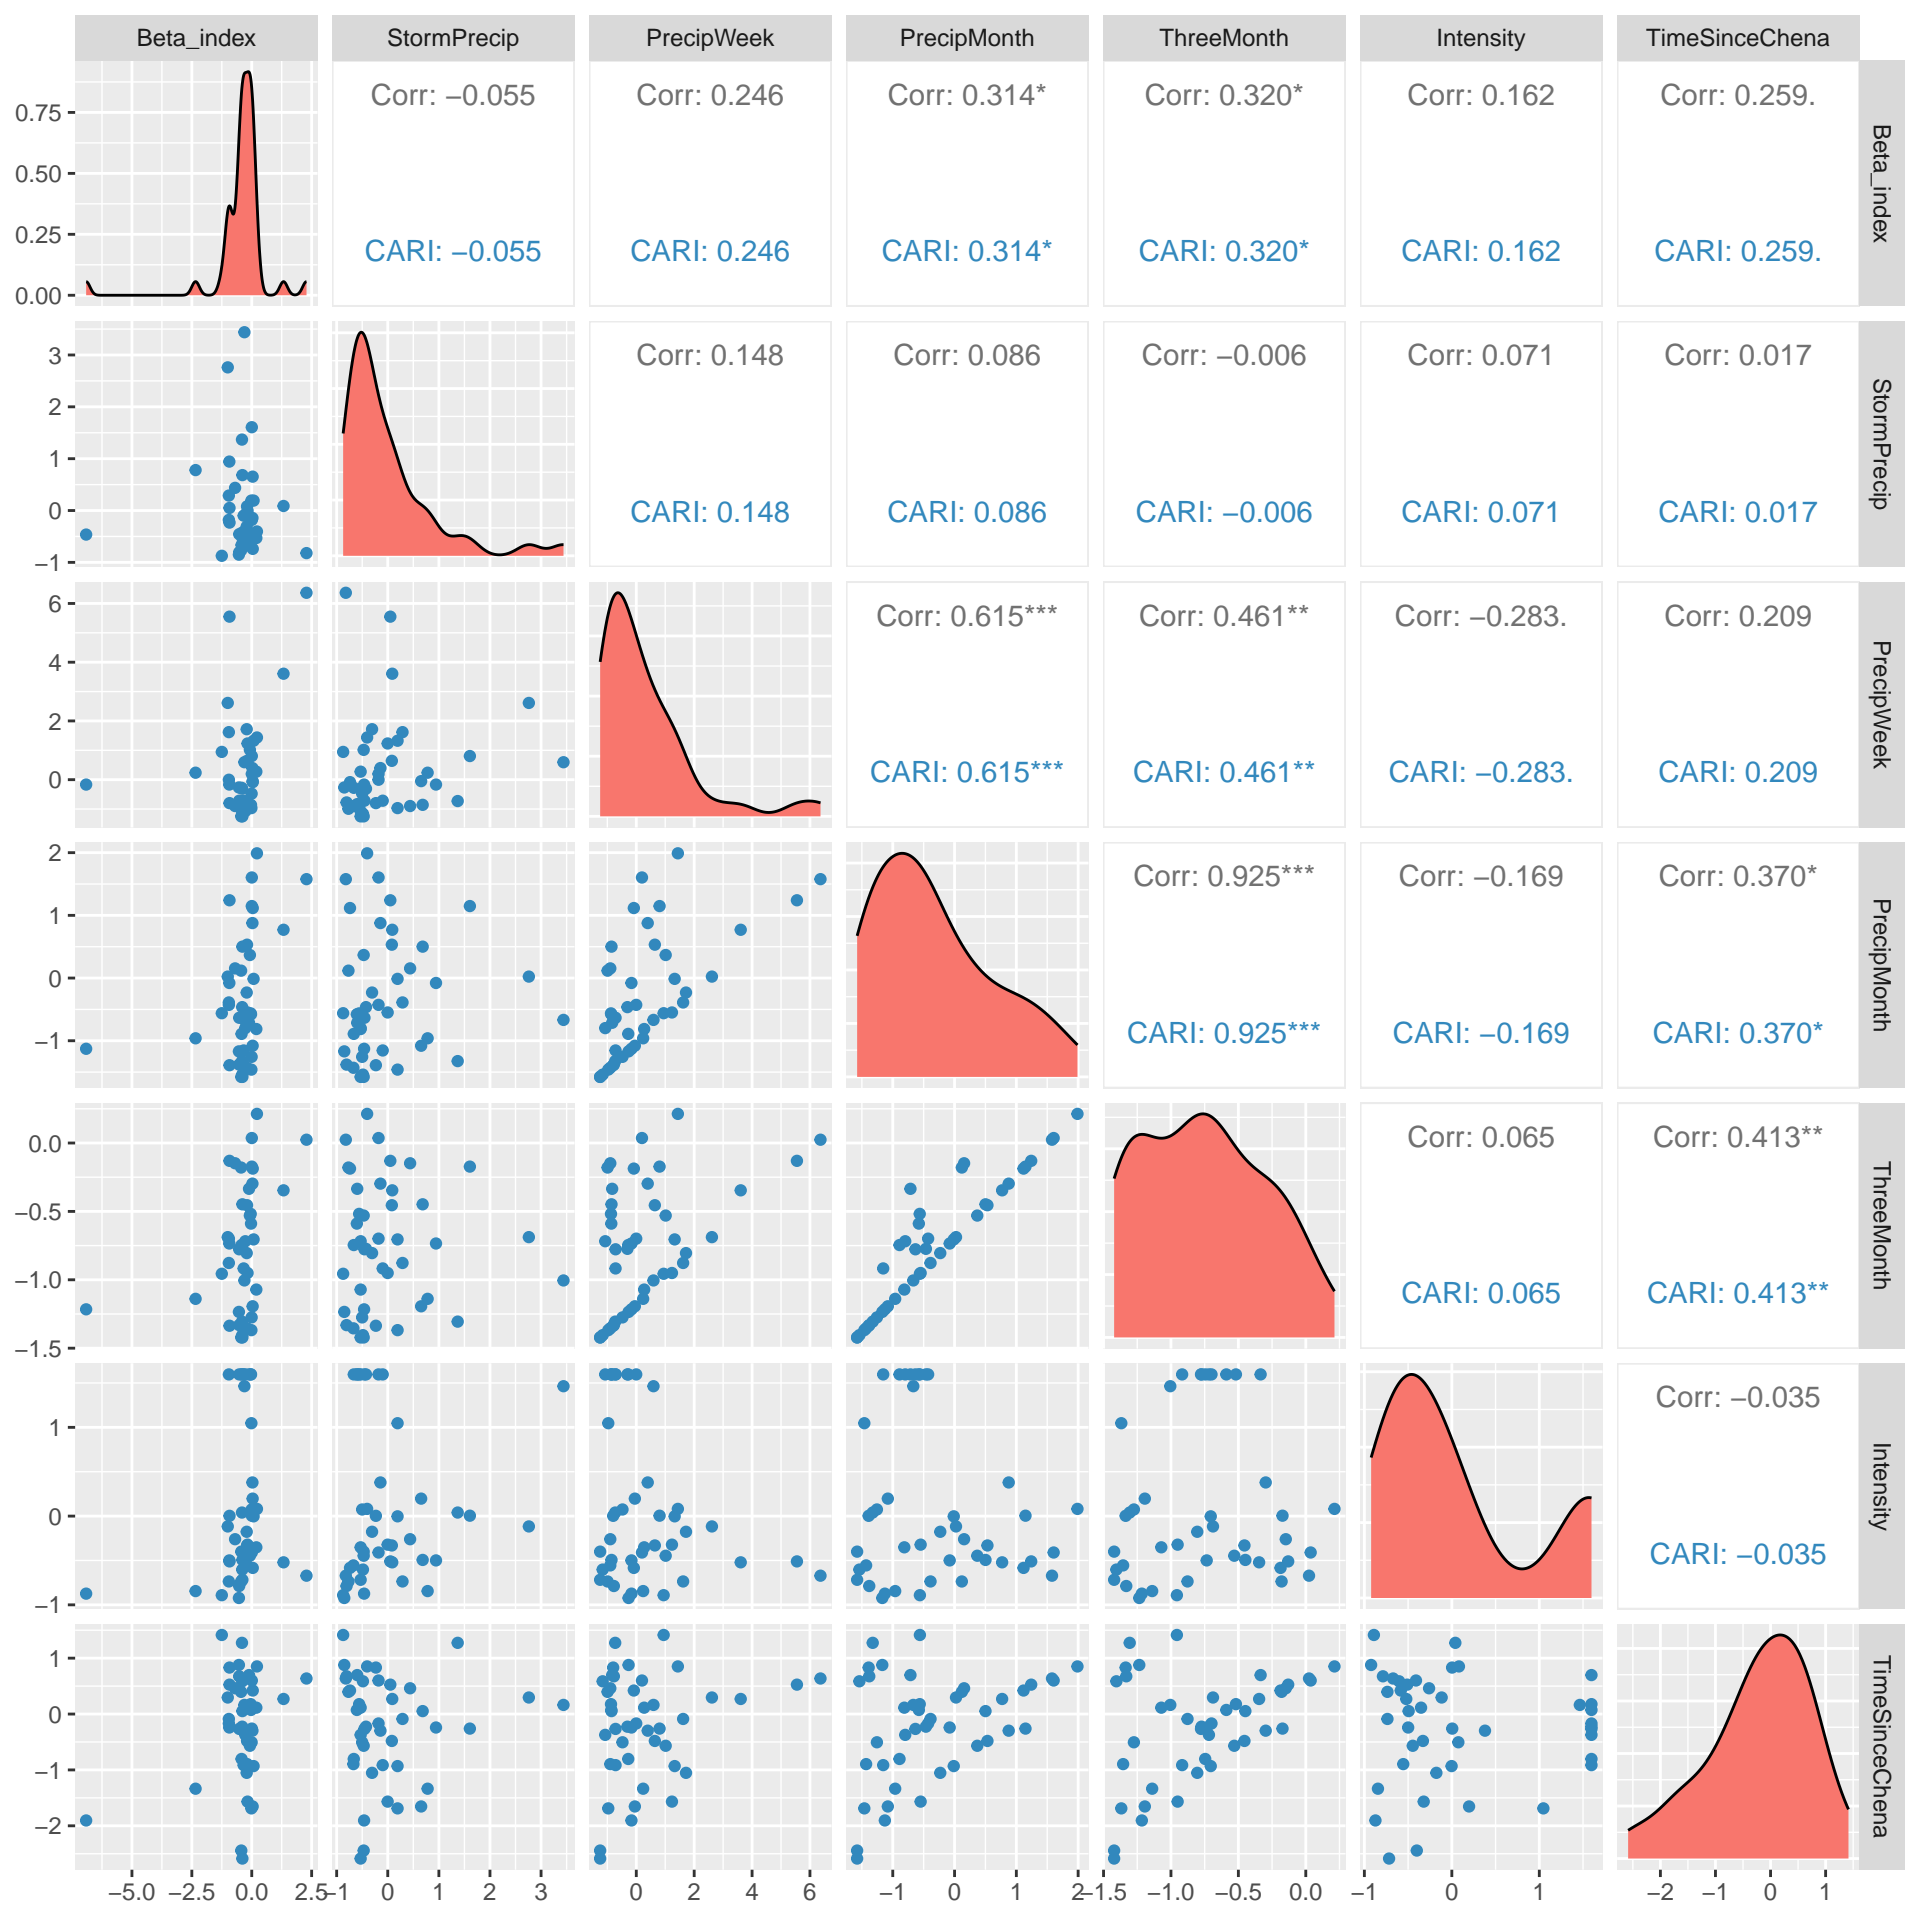 Beta_index StormPrecip PrecipWeek PrecipMonth ThreeMonth Intensity TimeSinceChena
Corr: −0.055 Corr: 0.246 Corr: 0.314* Corr: 0.320* Corr: 0.162 Corr: 0.259.
0.75
0.50
0.25
0.00
CARI: −0.055 CARI: 0.246 CARI: 0.314* CARI: 0.320* CARI: 0.162 CARI: 0.259.
Beta_index
Corr: 0.148 Corr: 0.086 Corr: −0.006 Corr: 0.071 Corr: 0.017
3
2
1
0
−1
CARI: 0.148 CARI: 0.086 CARI: −0.006 CARI: 0.071 CARI: 0.017
StormPrecip
Corr: 0.615*** Corr: 0.461** Corr: −0.283. Corr: 0.209
6
4
2
0
CARI: 0.615*** CARI: 0.461** CARI: −0.283. CARI: 0.209
PrecipWeek
Corr: 0.925*** Corr: −0.169 Corr: 0.370*
2
1
0
−1
CARI: 0.925*** CARI: −0.169 CARI: 0.370*
PrecipMonth
Corr: 0.065 Corr: 0.413**
0.0
−0.5
−1.0
−1.5
CARI: 0.065 CARI: 0.413**
ThreeMonth
Corr: −0.035
1
0
−1
CARI: −0.035
Intensity
1
0
−1
−2
TimeSinceChena
−5.0 −2.5 0.0 2.5 −1 0 1 2 3 0 2 4 6 −1 0 1 2 −1.5 −1.0 −0.5 0.0 −1 0 1 −2 −1 0 1